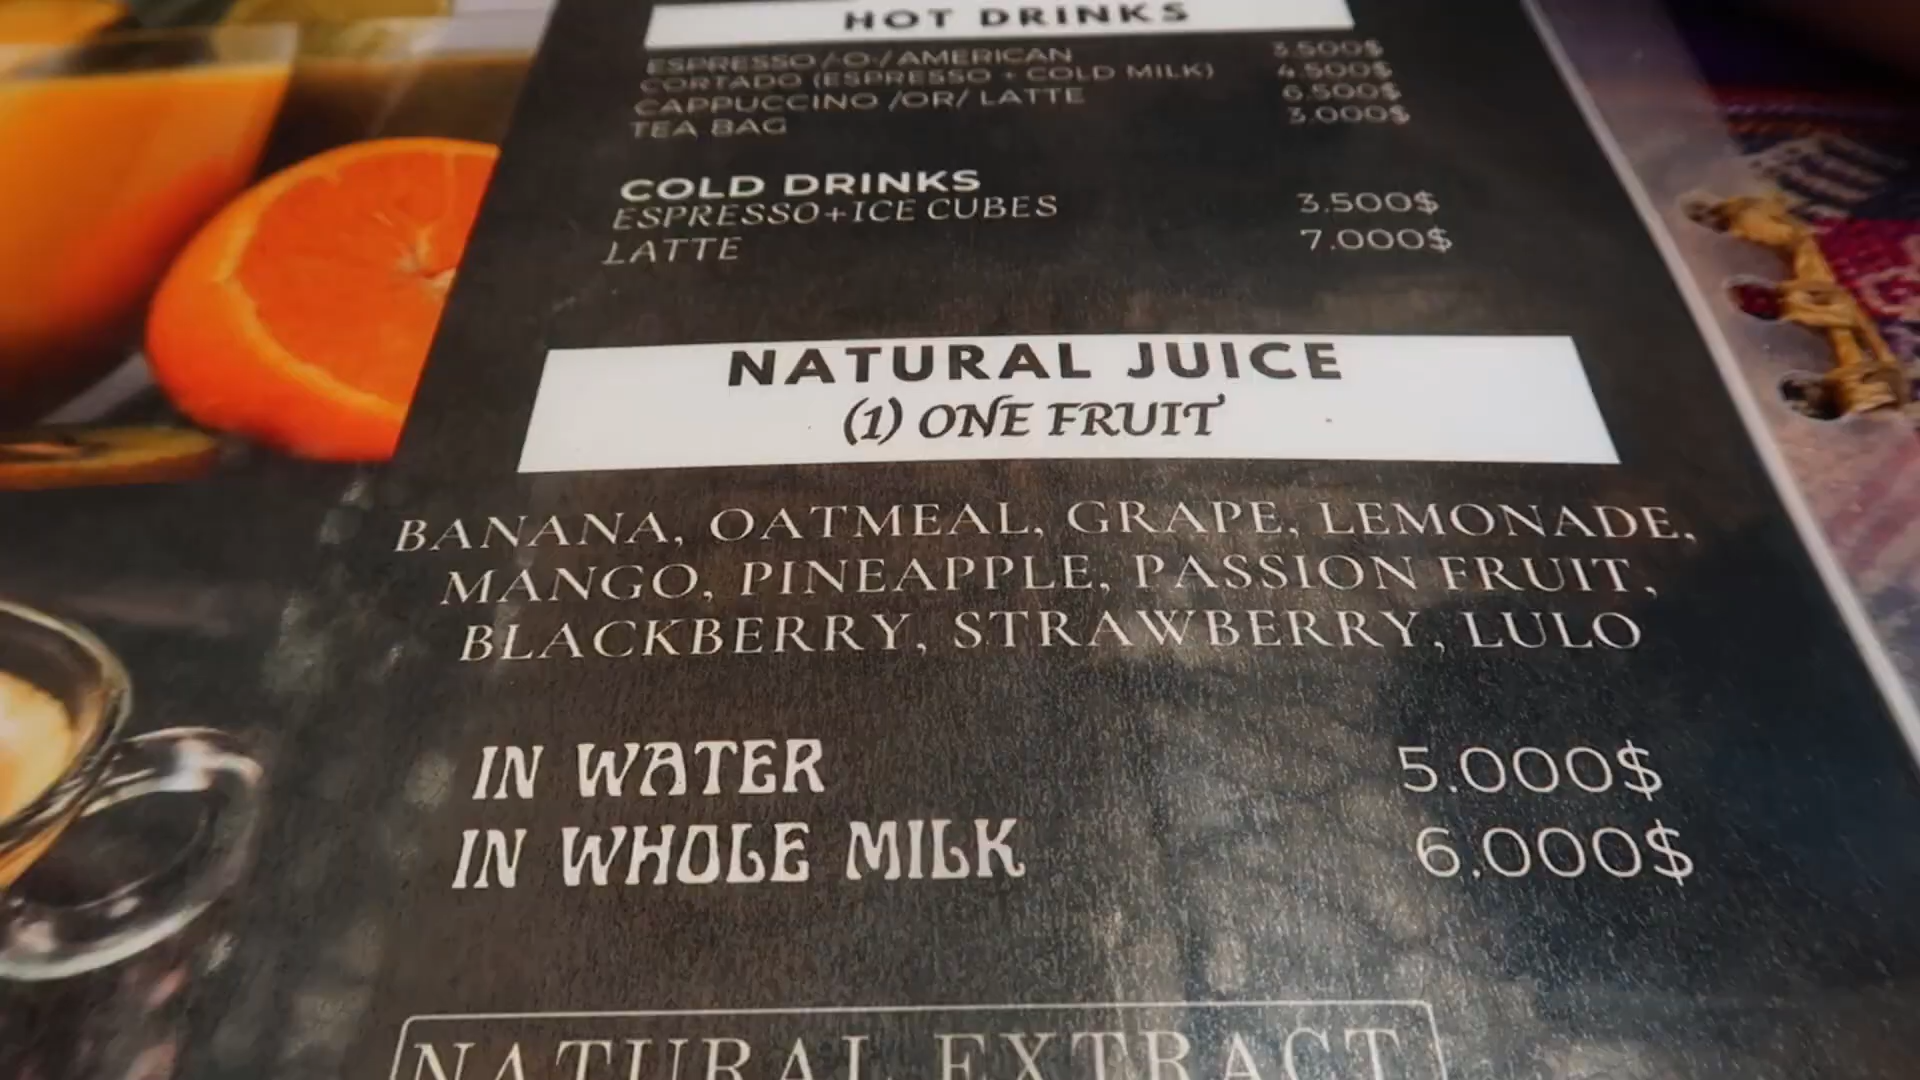 HOT DRINKS
ESPRESSO /-O-/ AMERICAN 3.500$
CORTADO (ESPRESSO + COLD MILK) 4.500$
CAPPUCCINO /OR/ LATTE 6.500$
TEA BAG 3.000$
COLD DRINKS
ESPRESSO+ICE CUBES 3.500$
LATTE 7.000$
NATURAL JUICE
(1) ONE FRUIT
BANANA, OATMEAL, GRAPE, LEMONADE,
MANGO, PINEAPPLE, PASSION FRUIT,
BLACKBERRY, STRAWBERRY, LULO
IN WATER 5.000$
IN WHOLE MILK 6.000$
NATURAL EXTRACT